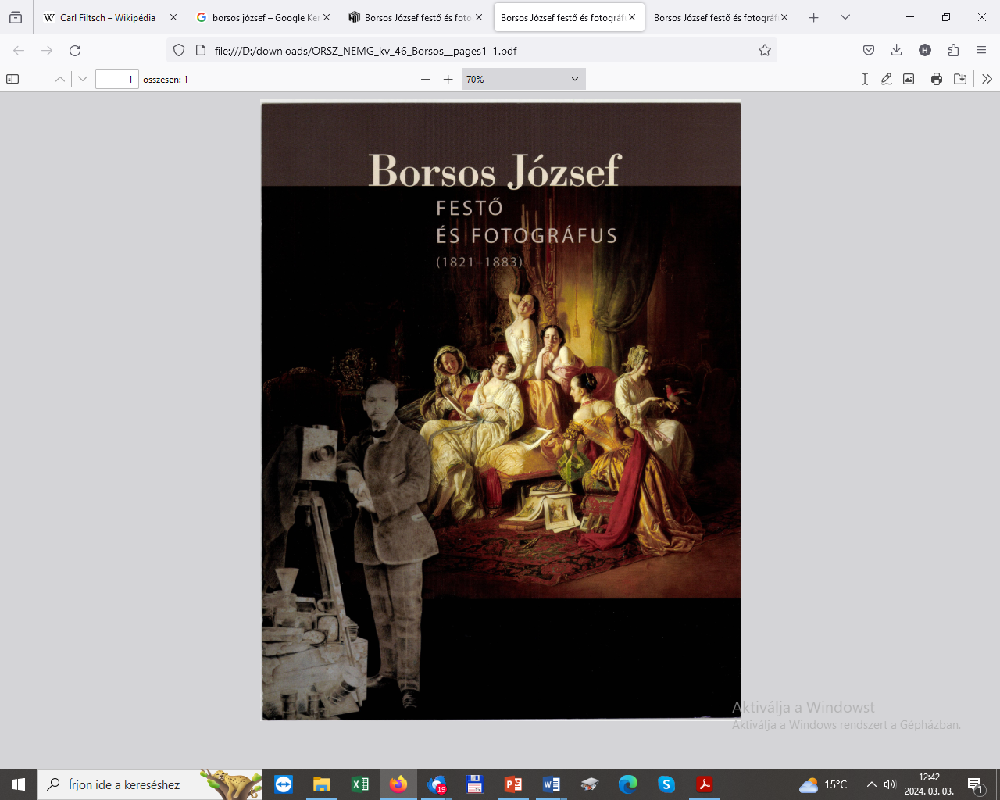 Carl Filtsch – Wikipédia
borsos józsef – Google Ke
Borsos József festő és foto
Borsos József festő és fotográf
Borsos József festő és fotográf
file:///D:/downloads/ORSZ_NEMG_kv_46_Borsos__pages1-1.pdf
1 összesen: 1
70%
Borsos József
FESTŐ
ÉS FOTOGRÁFUS
(1821–1883)
Aktiválja a Windowst
Aktiválja a Windows rendszert a Gépházban.
Írjon ide a kereséshez
19
15°C
12:42
2024. 03. 03.
1